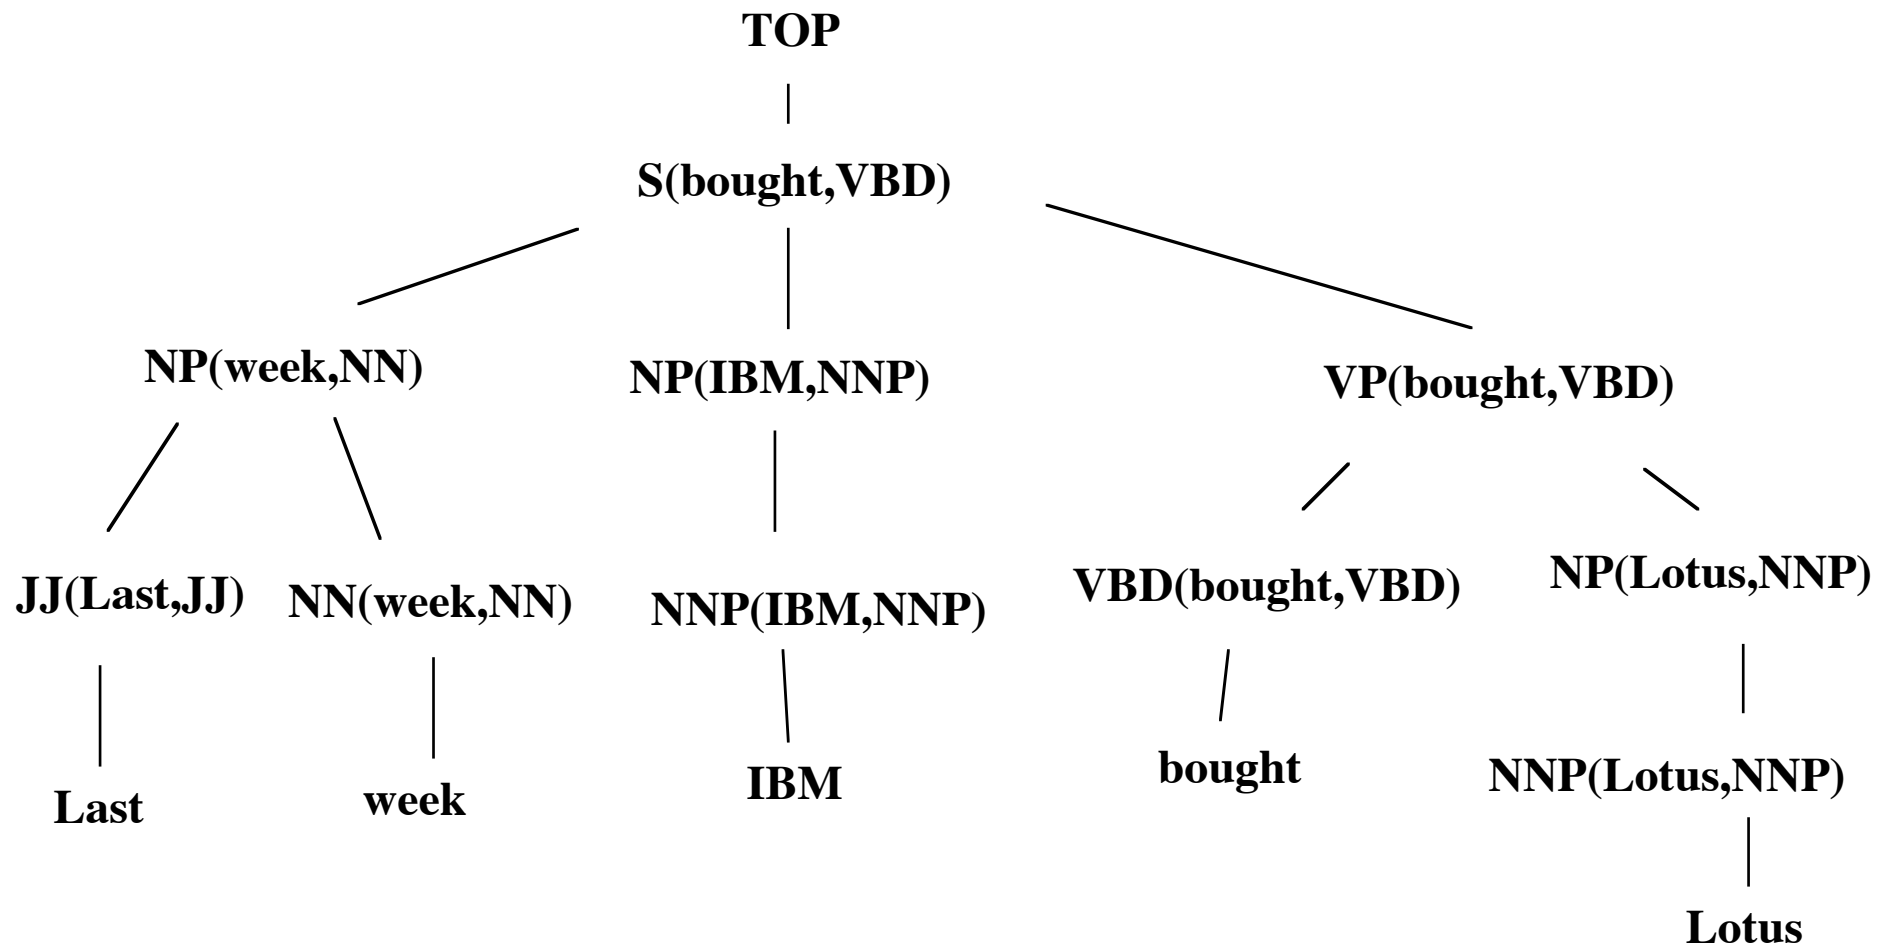 TOP
S(bought,VBD)
NP(week,NN) NP(IBM,NNP) VP(bought,VBD)
JJ(Last,JJ) NN(week,NN) NNP(IBM,NNP) VBD(bought,VBD) NP(Lotus,NNP)
Last week IBM bought NNP(Lotus,NNP)
Lotus